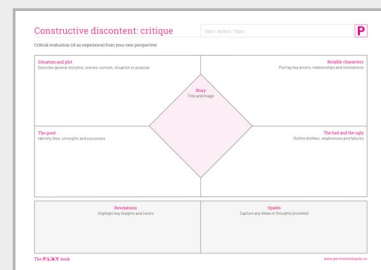 Constructive discontent: critique
Date / Author / Topic
P
Critical evaluation (of an experience) from your own perspective
Situation and plot
Describe general storyline, scenes, context, situation or purpose
Notable characters
Portray key actors, relationships and motivations
Story
Title and image
The good
Identify likes, strengths and successes
The bad and the ugly
Outline dislikes, weaknesses and failures
Revelations
Highlight key insights and twists
Sparks
Capture any ideas or thoughts provoked
The PLAY book
www.permissiontoplay.co